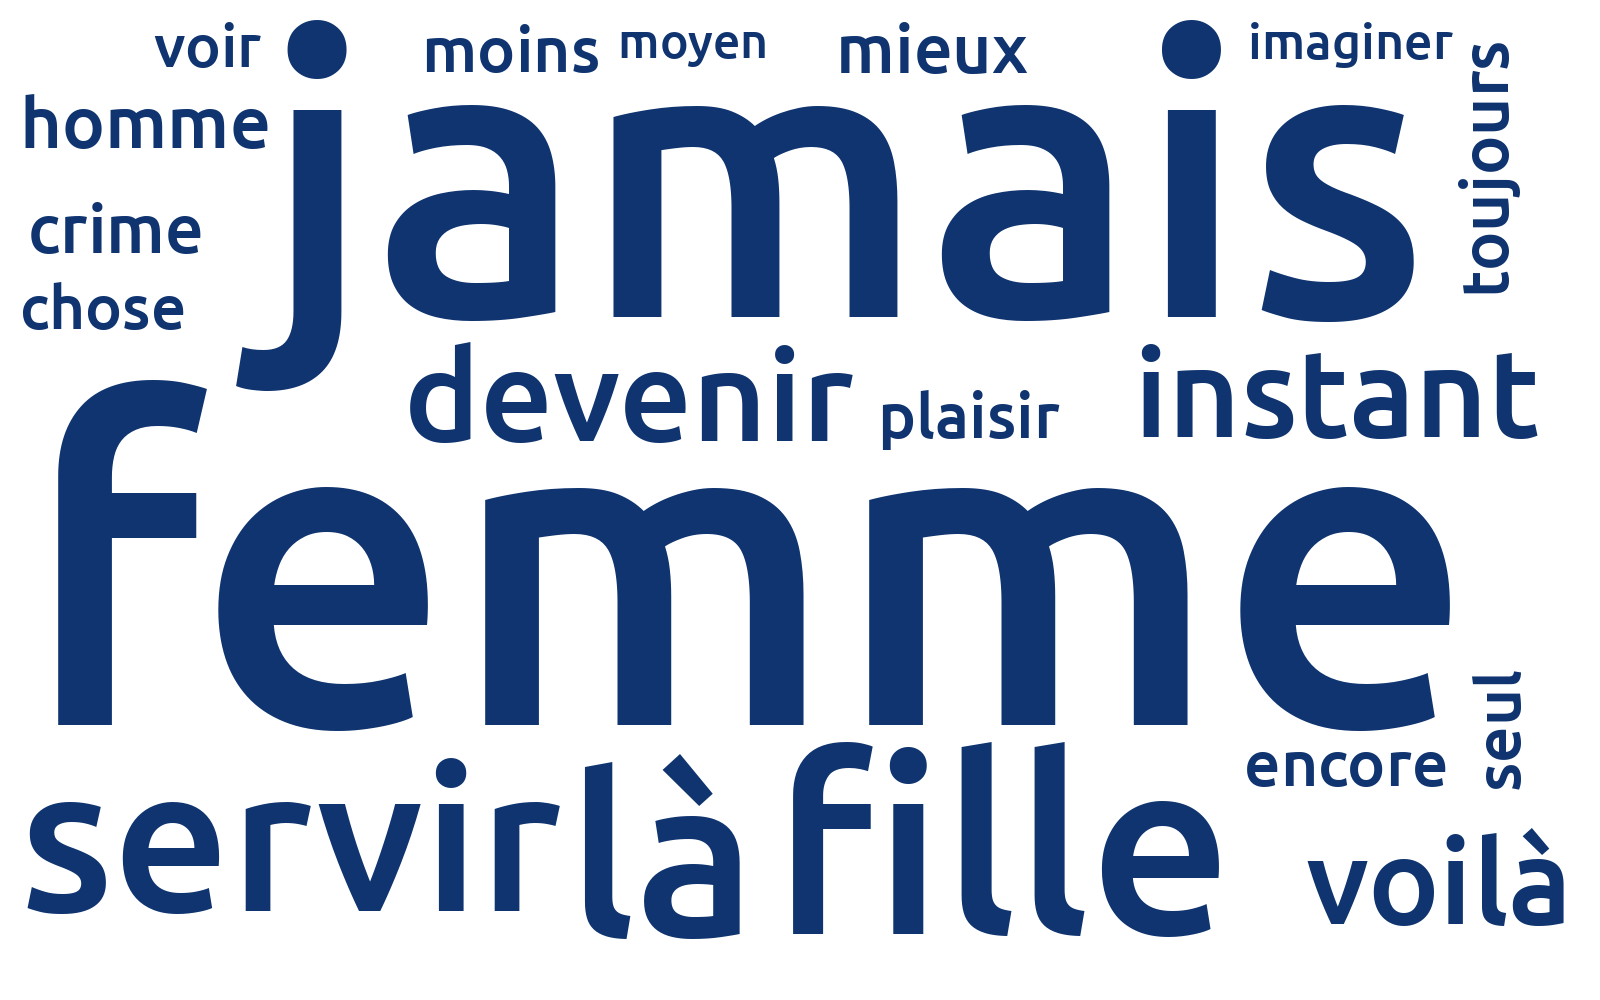 voir
moins
moyen
mieux
imaginer
toujours
homme
jamais
crime
chose
devenir
plaisir
instant
femme
seul
encore
servir
là
fille
voilà